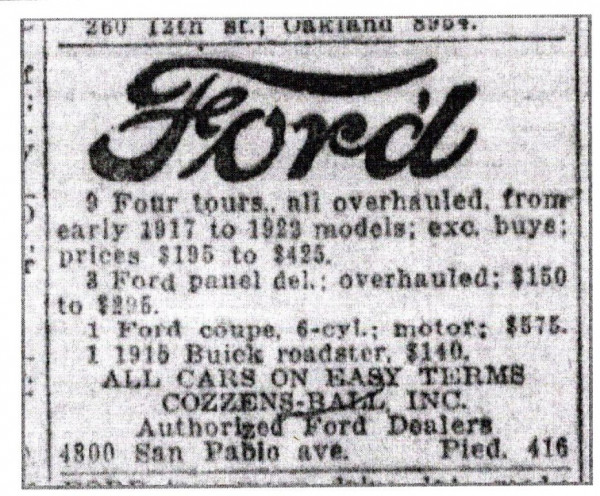 260 12th st.; Oakland 8964.
Ford
9 Four tours., all overhauled, from
early 1917 to 1922 models; exc. buys;
prices $195 to $425.
3 Ford panel del.; overhauled; $150
to $295.
1 Ford coupe, 6-cyl.; motor; $575.
1 1915 Buick roadster, $140.
ALL CARS ON EASY TERMS
COZZENS-BALL, INC.
Authorized Ford Dealers
4800 San Pablo ave. Pied. 416